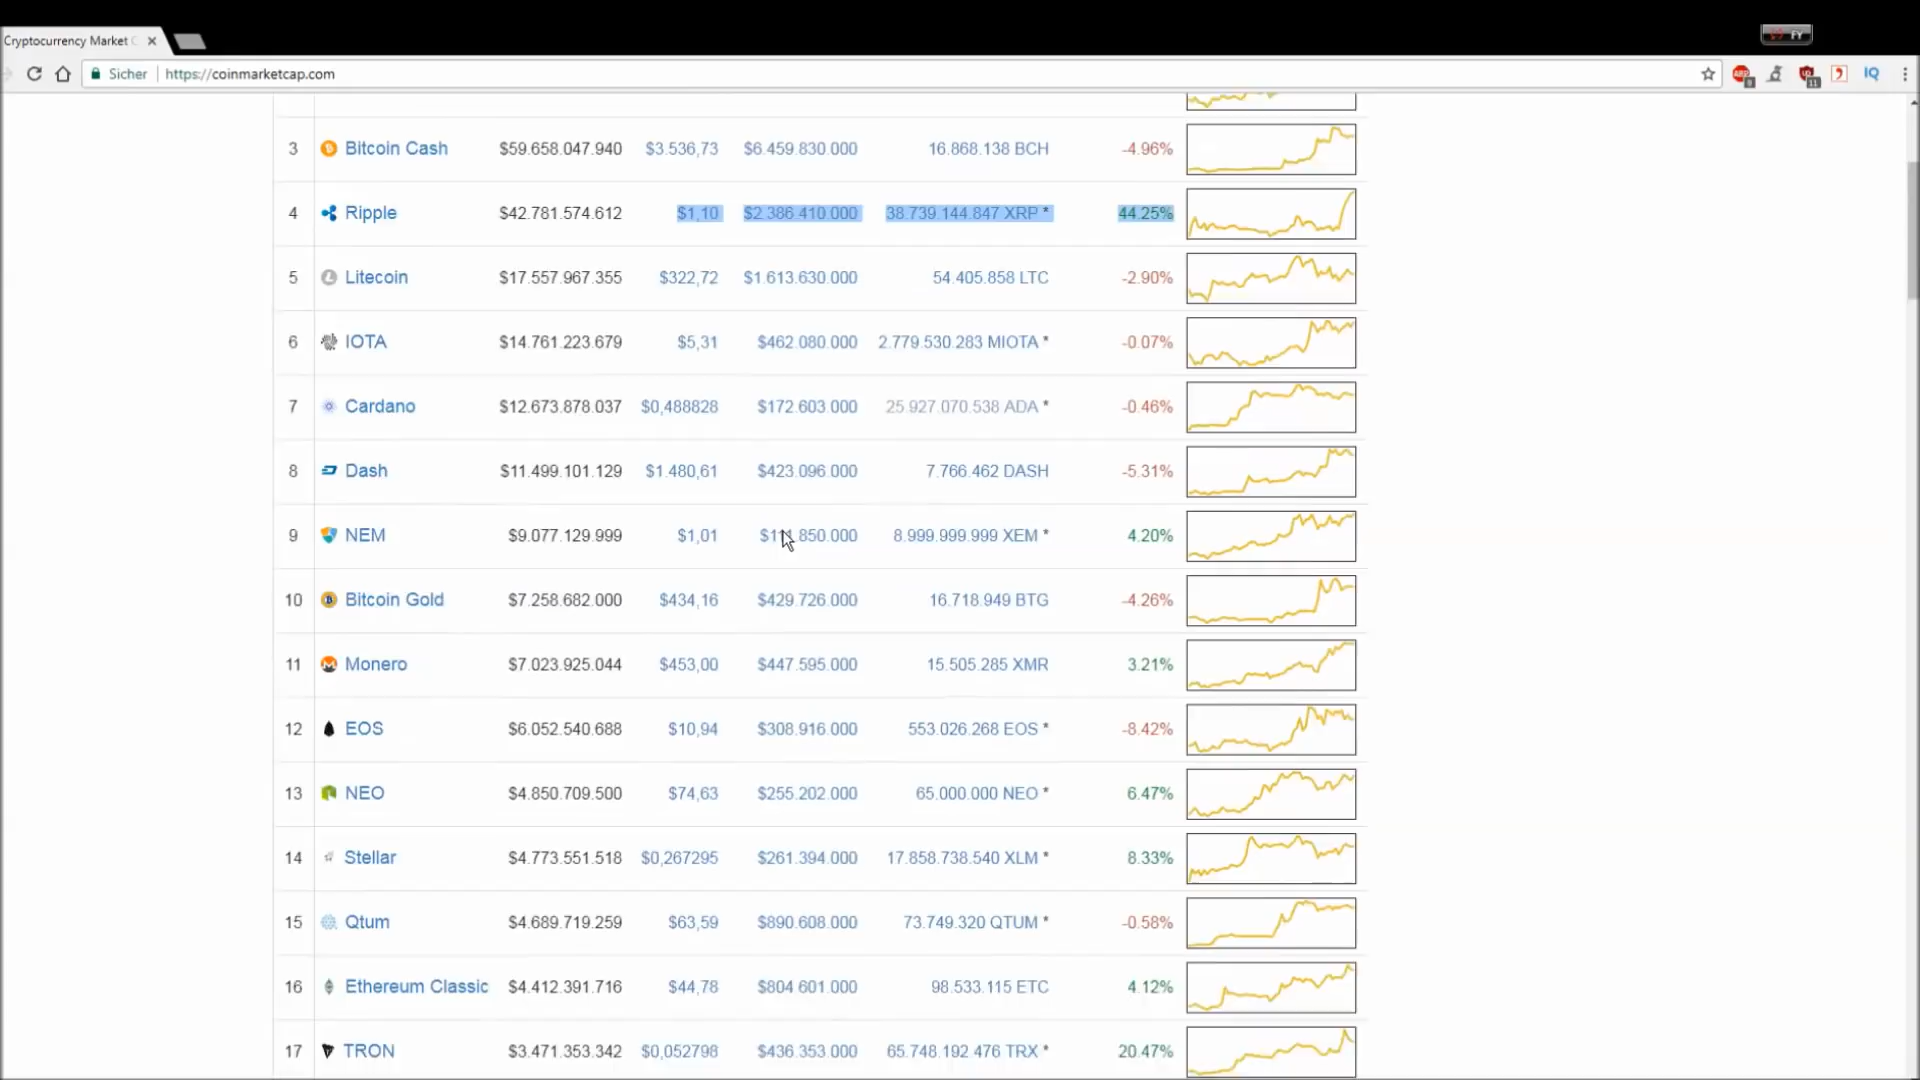 Cryptocurrency Market
FY
Sicher https://coinmarketcap.com IQ
3 Bitcoin Cash $59.658.047.940 $3.536,73 $6.459.830.000 16.868.138 BCH -4.96%
4 Ripple $42.781.574.612 $1,10 $2.386.410.000 38.739.144.847 XRP * 44.25%
5 Litecoin $17.557.967.355 $322,72 $1.613.630.000 54.405.858 LTC -2.90%
6 IOTA $14.761.223.679 $5,31 $462.080.000 2.779.530.283 MIOTA * -0.07%
7 Cardano $12.673.878.037 $0,488828 $172.603.000 25.927.070.538 ADA * -0.46%
8 Dash $11.499.101.129 $1.480,61 $423.096.000 7.766.462 DASH -5.31%
9 NEM $9.077.129.999 $1,01 8.999.999.999 XEM * 4.20%
10 Bitcoin Gold $7.258.682.000 $434,16 $429.726.000 16.718.949 BTG -4.26%
11 Monero $7.023.925.044 $453,00 $447.595.000 15.505.285 XMR 3.21%
12 EOS $6.052.540.688 $10,94 $308.916.000 553.026.268 EOS * -8.42%
13 NEO $4.850.709.500 $74,63 $255.202.000 65.000.000 NEO * 6.47%
14 Stellar $4.773.551.518 $0,267295 $261.394.000 17.858.738.540 XLM * 8.33%
15 Qtum $4.689.719.259 $63,59 $890.608.000 73.749.320 QTUM * -0.58%
16 Ethereum Classic $4.412.391.716 $44,78 $804.601.000 98.533.115 ETC 4.12%
17 TRON $3.471.353.342 $0,052798 $436.353.000 65.748.192.476 TRX * 20.47%